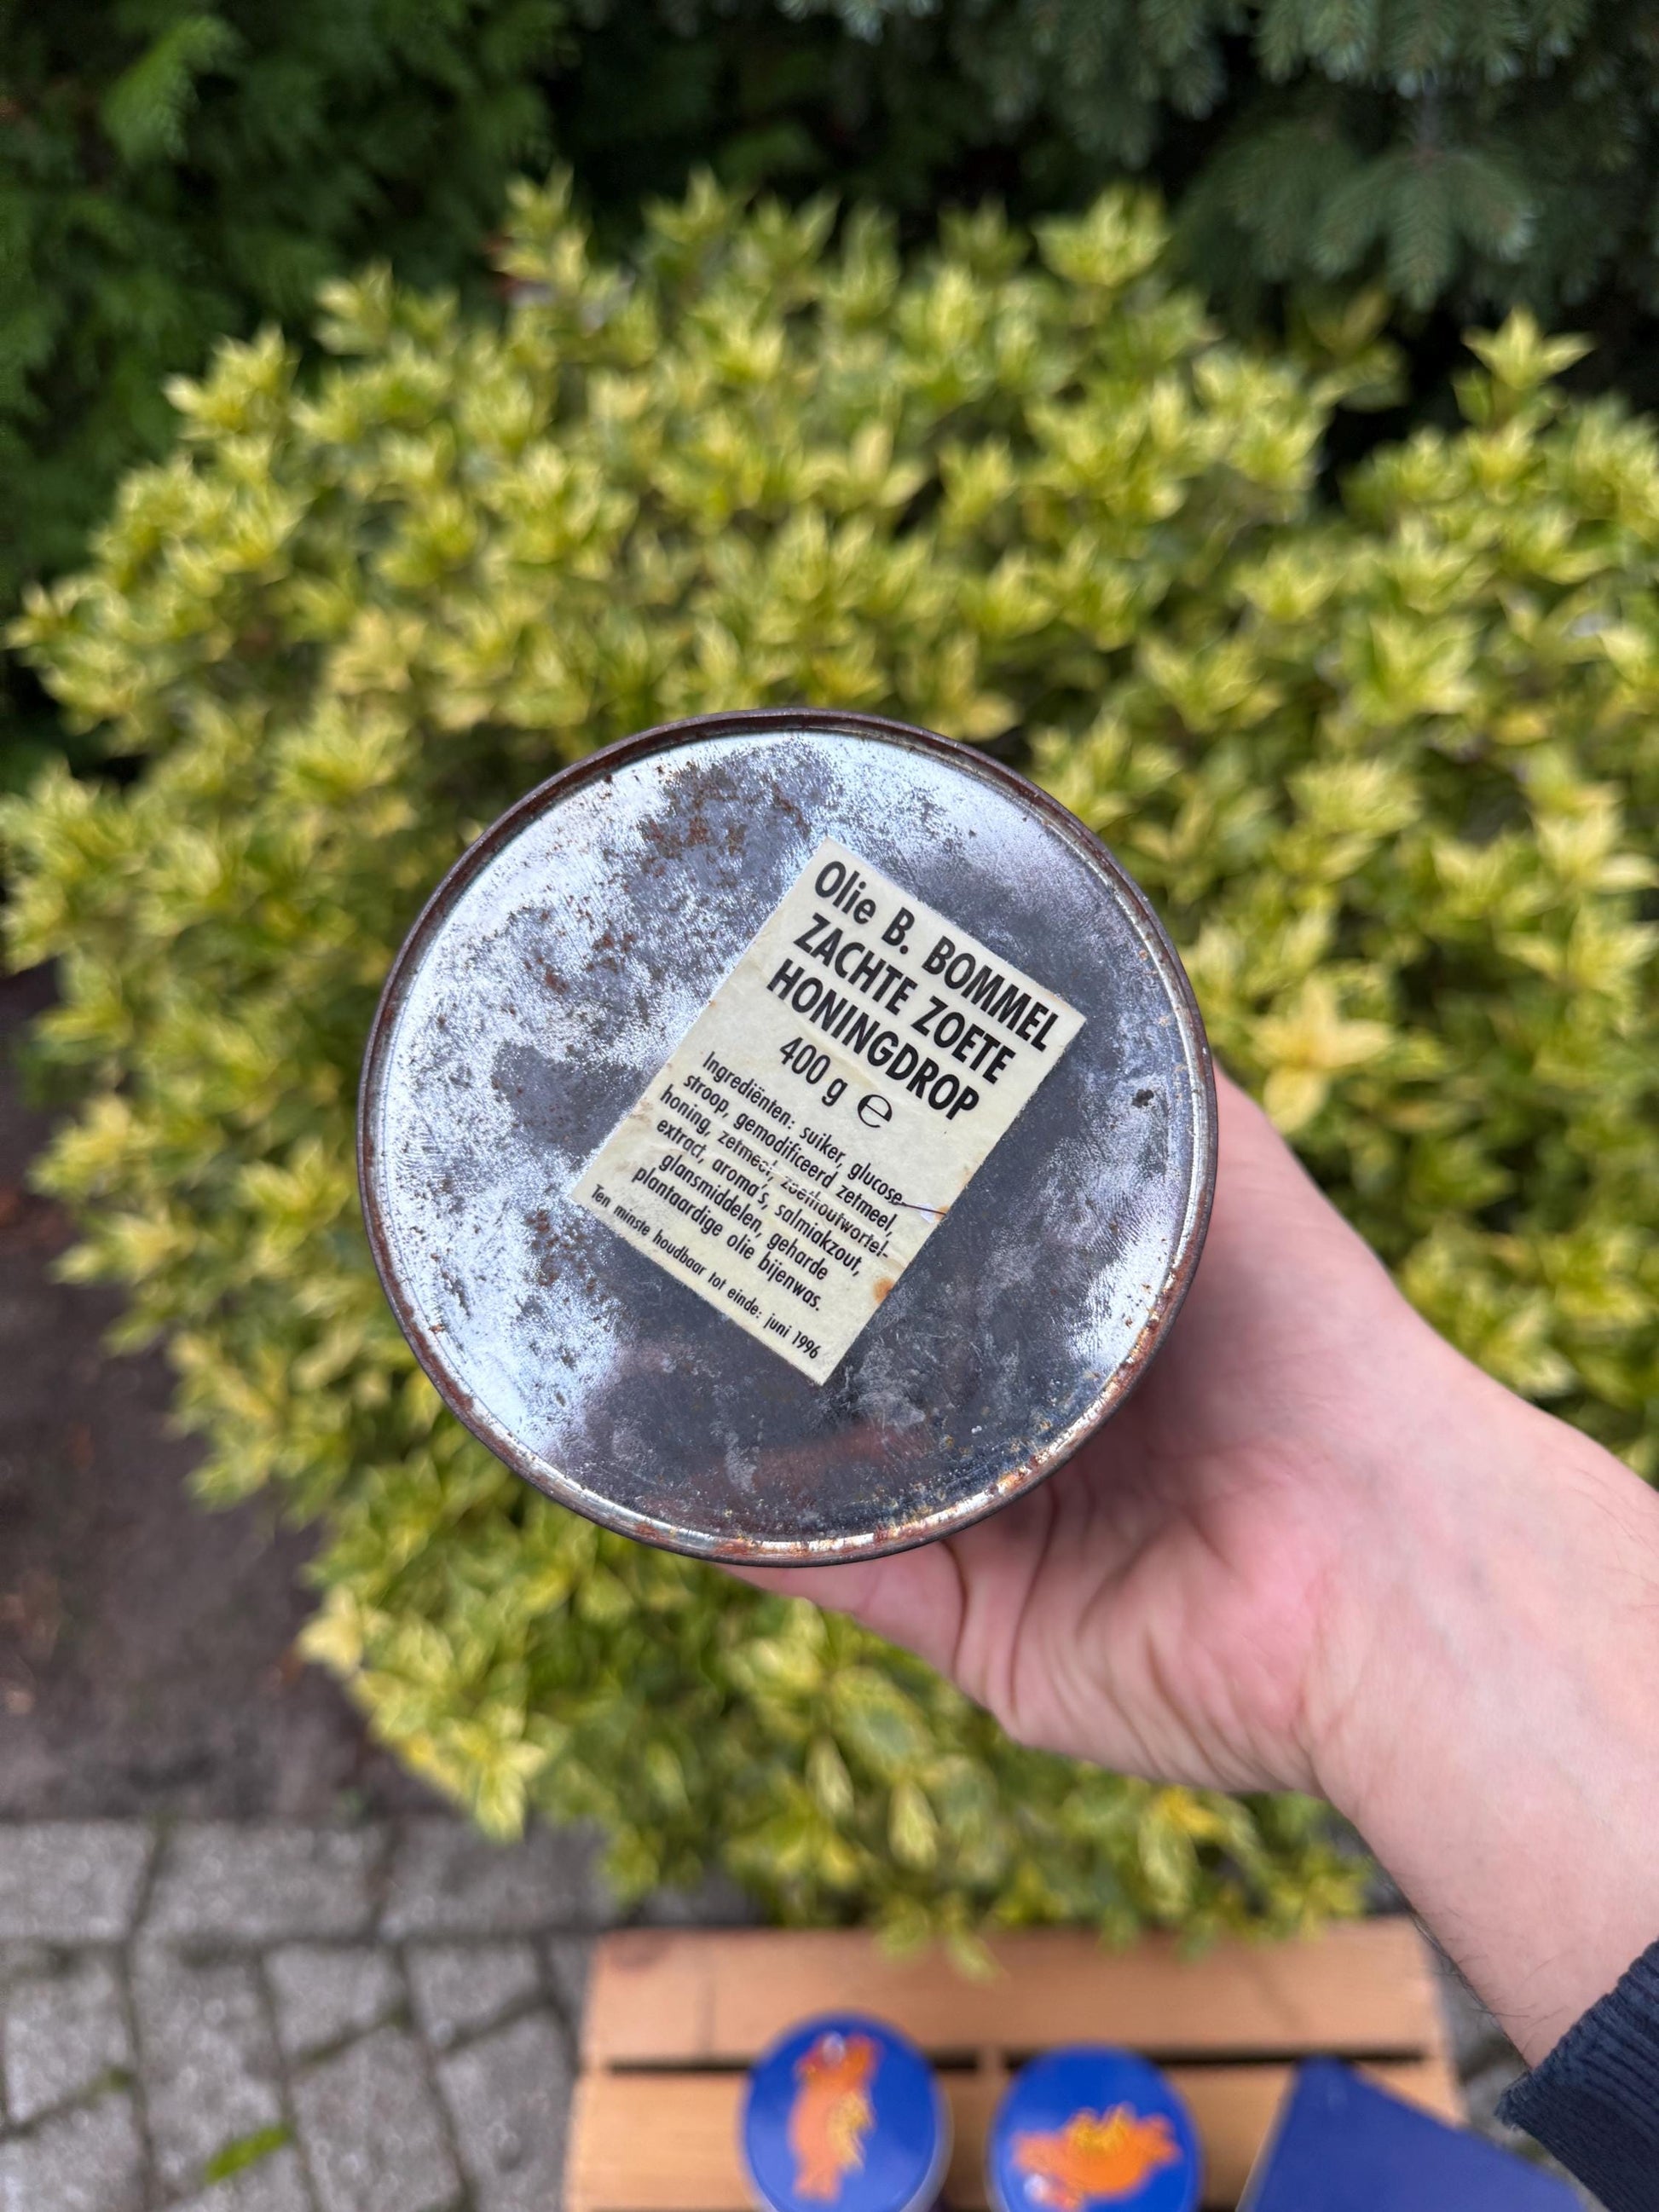 Olie B. BOMMEL
ZACHTE ZOETE
HONINGDROP
400 g ℮
Ingrediënten: suiker, glucose-
stroop, gemodificeerd zetmeel,
honing, zetmeel, zoethoutwortel-
extract, aroma's, salmiakzout,
glansmiddelen, geharde
plantaardige olie bijenwas.
Ten minste houdbaar tot einde: juni 1996